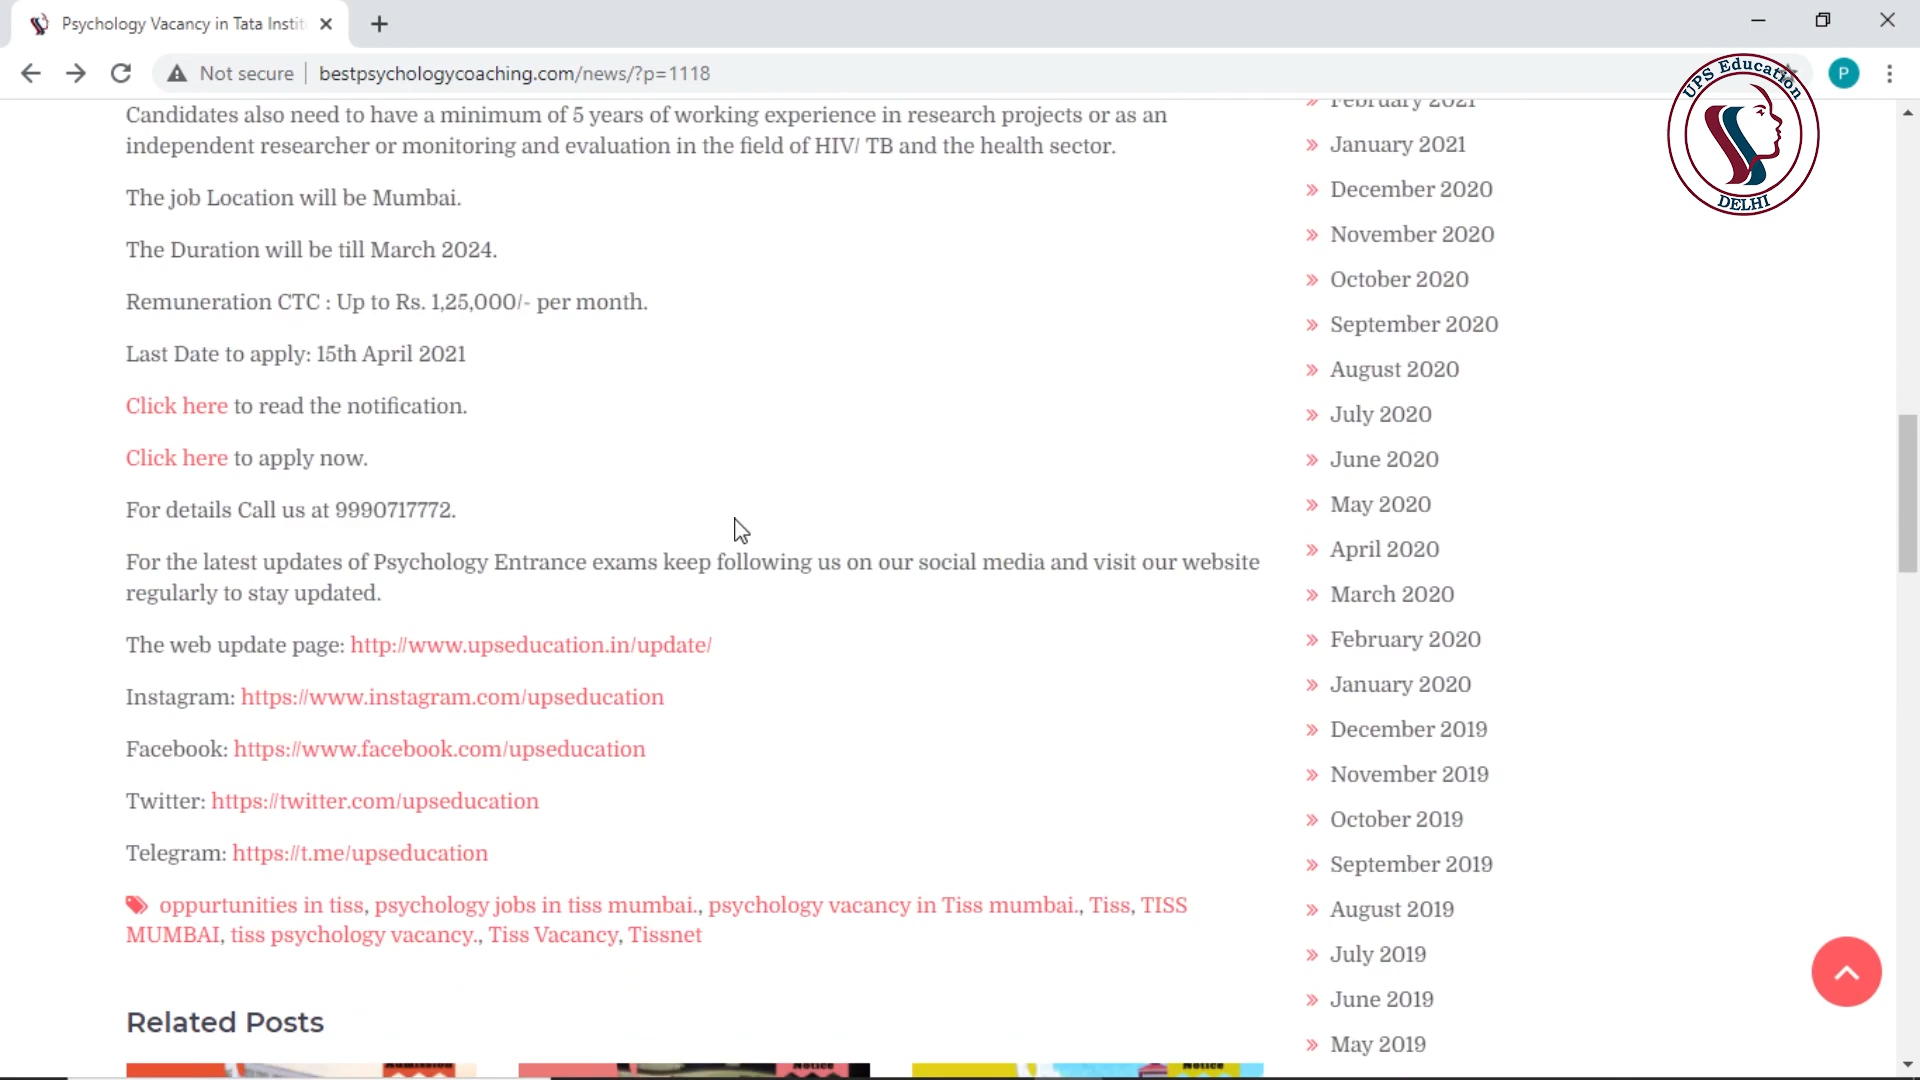 Psychology Vacancy in Tata Instit
Not secure
bestpsychologycoaching.com/news/?p=1118
P
UPS Education
DELHI
Candidates also need to have a minimum of 5 years of working experience in research projects or as an
independent researcher or monitoring and evaluation in the field of HIV/ TB and the health sector.
The job Location will be Mumbai.
The Duration will be till March 2024.
Remuneration CTC : Up to Rs. 1,25,000/- per month.
Last Date to apply: 15th April 2021
Click here to read the notification.
Click here to apply now.
For details Call us at 9990717772.
For the latest updates of Psychology Entrance exams keep following us on our social media and visit our website
regularly to stay updated.
The web update page: http://www.upseducation.in/update/
Instagram: https://www.instagram.com/upseducation
Facebook: https://www.facebook.com/upseducation
Twitter: https://twitter.com/upseducation
Telegram: https://t.me/upseducation
oppurtunities in tiss, psychology jobs in tiss mumbai., psychology vacancy in Tiss mumbai., Tiss, TISS
MUMBAI, tiss psychology vacancy., Tiss Vacancy, Tissnet
Related Posts
Admission
Notice
Notice
February 2021
January 2021
December 2020
November 2020
October 2020
September 2020
August 2020
July 2020
June 2020
May 2020
April 2020
March 2020
February 2020
January 2020
December 2019
November 2019
October 2019
September 2019
August 2019
July 2019
June 2019
May 2019